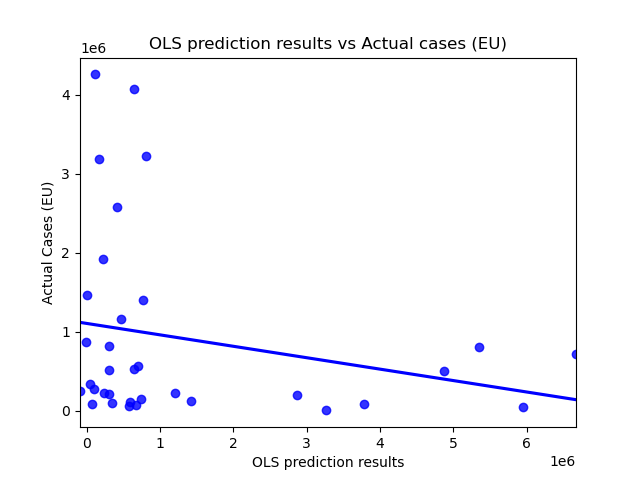 OLS prediction results vs Actual cases (EU)
1e6
4
3
2
1
0
Actual Cases (EU)
0 1 2 3 4 5 6
OLS prediction results
1e6